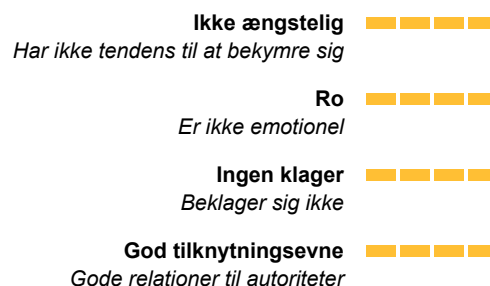 Ikke ængstelig
Har ikke tendens til at bekymre sig
Ro
Er ikke emotionel
Ingen klager
Beklager sig ikke
God tilknytningsevne
Gode relationer til autoriteter